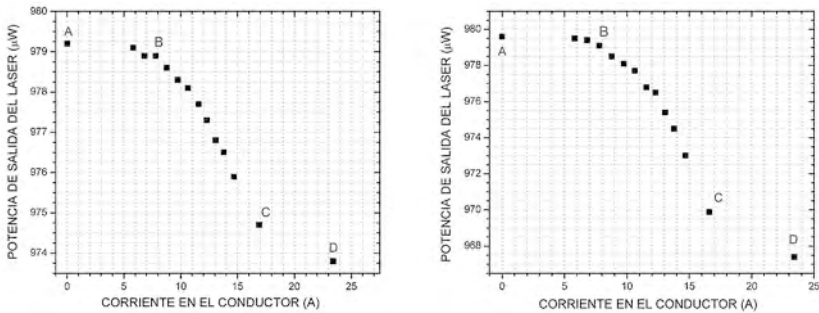 980
979
978
977
976
975
974
0
5
10
15
20
25
A
B
C
D
POTENCIA DE SALIDA DEL LASER (μW)
CORRIENTE EN EL CONDUCTOR (A)
980
978
976
974
972
970
968
0
5
10
15
20
25
A
B
C
D
POTENCIA DE SALIDA DEL LASER (μW)
CORRIENTE EN EL CONDUCTOR (A)